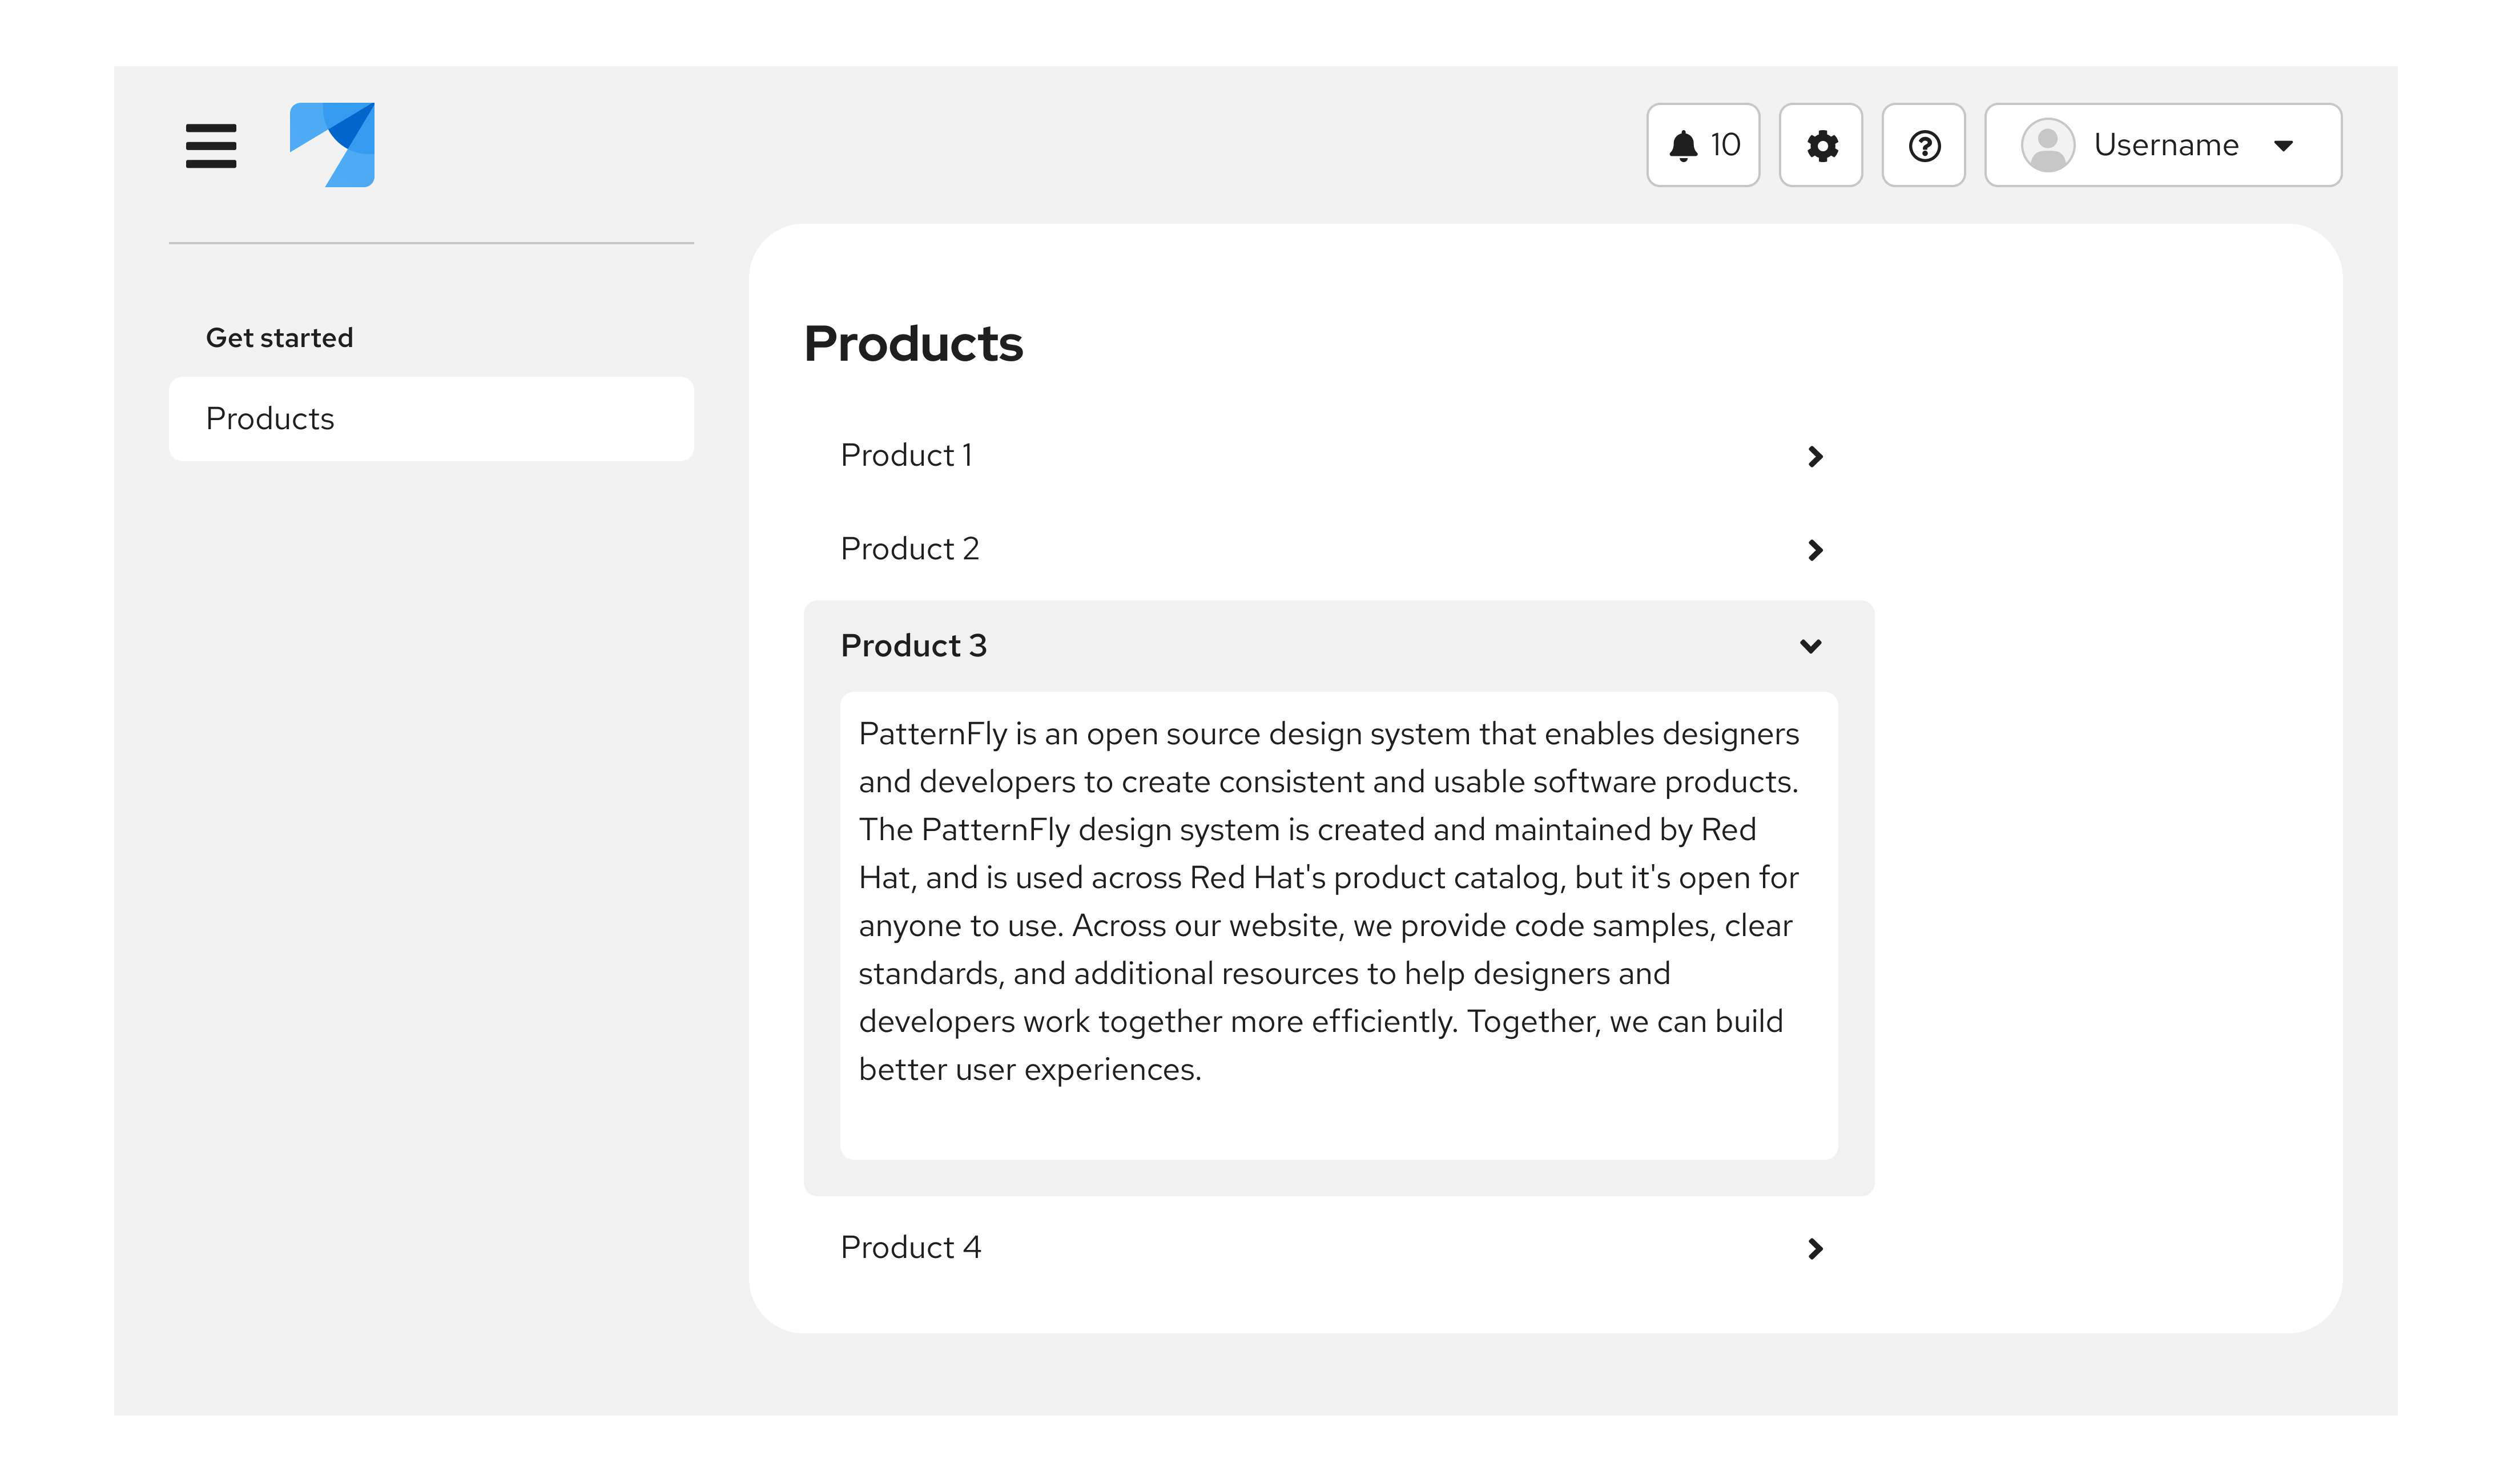 10
Username
Get started
Products
Products
Product 1
Product 2
Product 3
PatternFly is an open source design system that enables designers
and developers to create consistent and usable software products.
The PatternFly design system is created and maintained by Red
Hat, and is used across Red Hat's product catalog, but it's open for
anyone to use. Across our website, we provide code samples, clear
standards, and additional resources to help designers and
developers work together more efficiently. Together, we can build
better user experiences.
Product 4